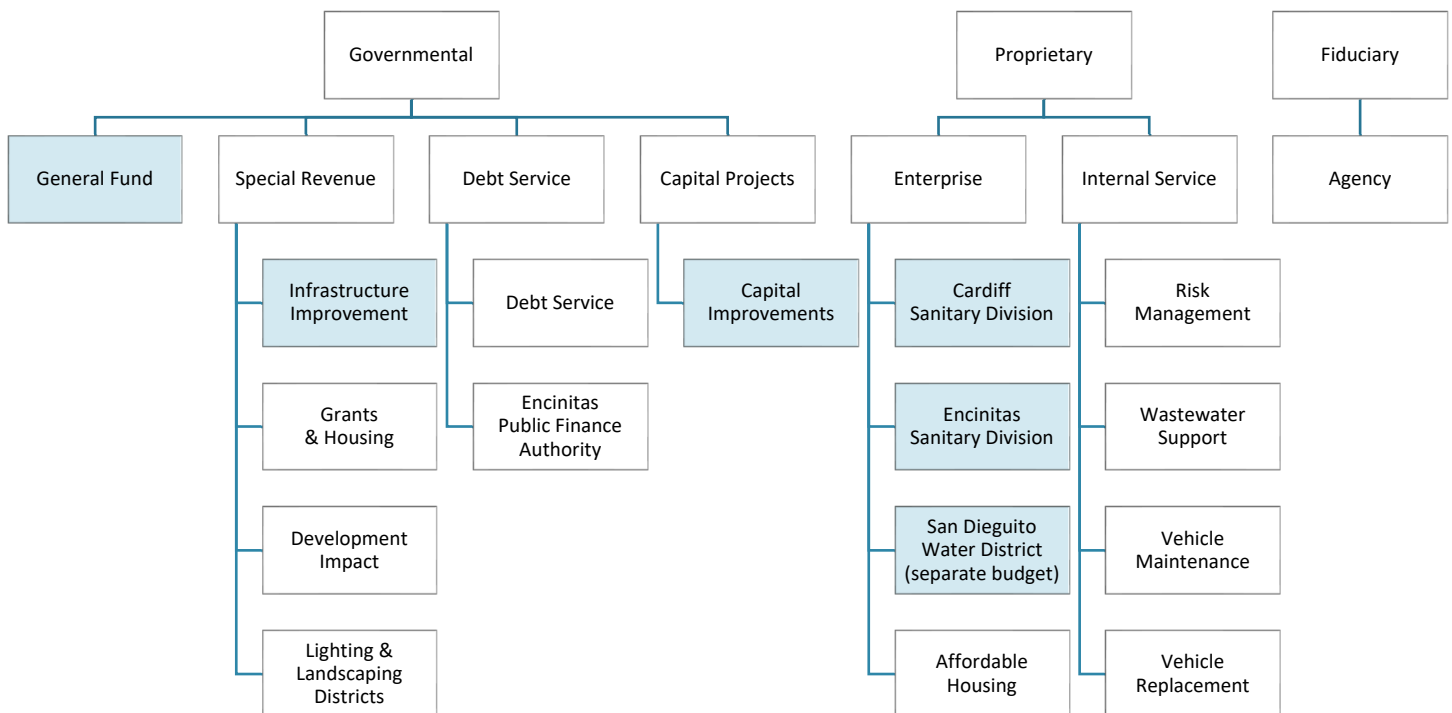 Governmental
Proprietary
Fiduciary
General Fund
Special Revenue
Debt Service
Capital Projects
Enterprise
Internal Service
Agency
Infrastructure
Improvement
Debt Service
Capital
Improvements
Cardiff
Sanitary Division
Risk
Management
Grants
& Housing
Encinitas
Public Finance
Authority
Encinitas
Sanitary Division
Wastewater
Support
Development
Impact
San Dieguito
Water District
(separate budget)
Vehicle
Maintenance
Lighting &
Landscaping
Districts
Affordable
Housing
Vehicle
Replacement